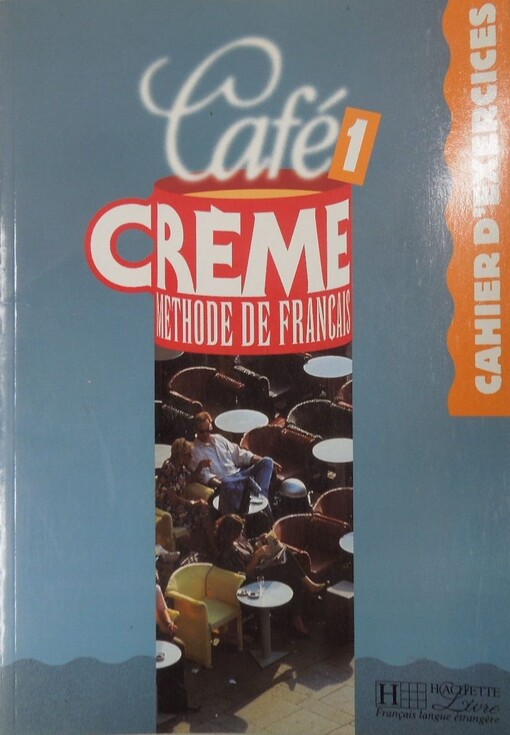 Café 1
CRÈME
MÉTHODE DE FRANÇAIS
CAHIER D'EXERCICES
H HACHETTE
Livre
Français langue étrangère